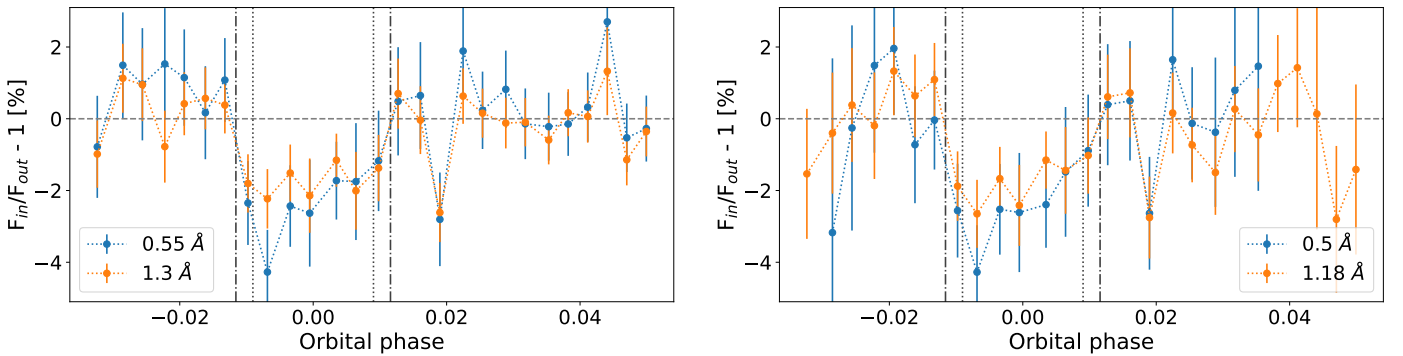 F_in/F_out - 1 [%]
2
0
−2
−4
0.55 Å
1.3 Å
−0.02
0.00
0.02
0.04
Orbital phase
F_in/F_out - 1 [%]
2
0
−2
−4
0.5 Å
1.18 Å
−0.02
0.00
0.02
0.04
Orbital phase